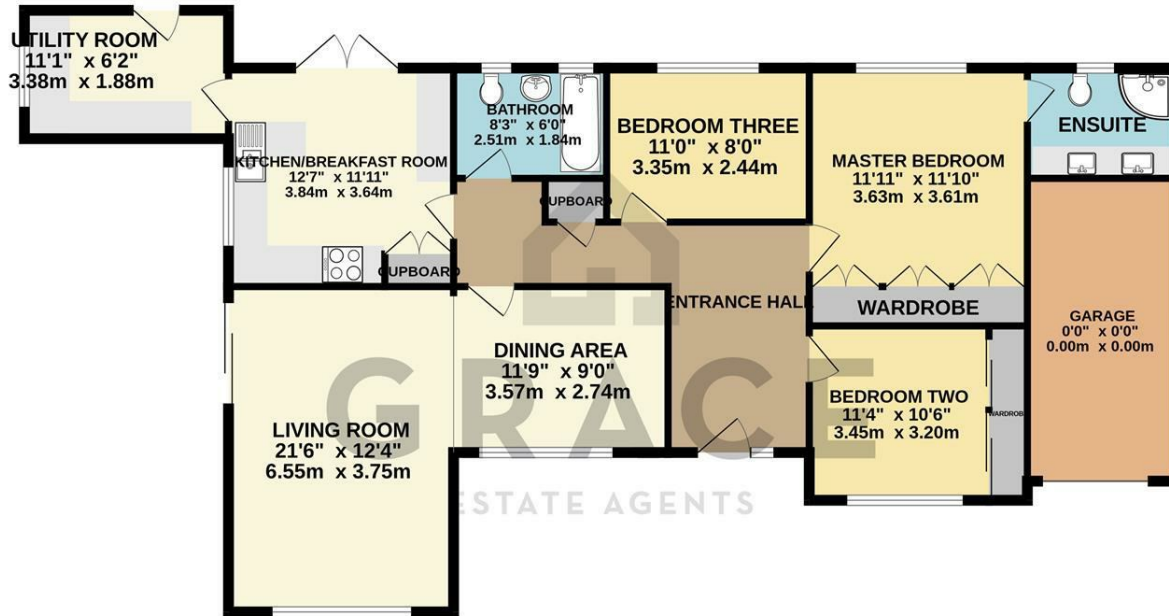 UTILITY ROOM
11'1" x 6'2"
3.38m x 1.88m
KITCHEN/BREAKFAST ROOM
12'7" x 11'11"
3.84m x 3.64m
CUPBOARD
BATHROOM
8'3" x 6'0"
2.51m x 1.84m
CUPBOARD
BEDROOM THREE
11'0" x 8'0"
3.35m x 2.44m
MASTER BEDROOM
11'11" x 11'10"
3.63m x 3.61m
WARDROBE
ENSUITE
ENTRANCE HALL
GARAGE
0'0" x 0'0"
0.00m x 0.00m
DINING AREA
11'9" x 9'0"
3.57m x 2.74m
BEDROOM TWO
11'4" x 10'6"
3.45m x 3.20m
WARDROBE
LIVING ROOM
21'6" x 12'4"
6.55m x 3.75m
GRACE
ESTATE AGENTS